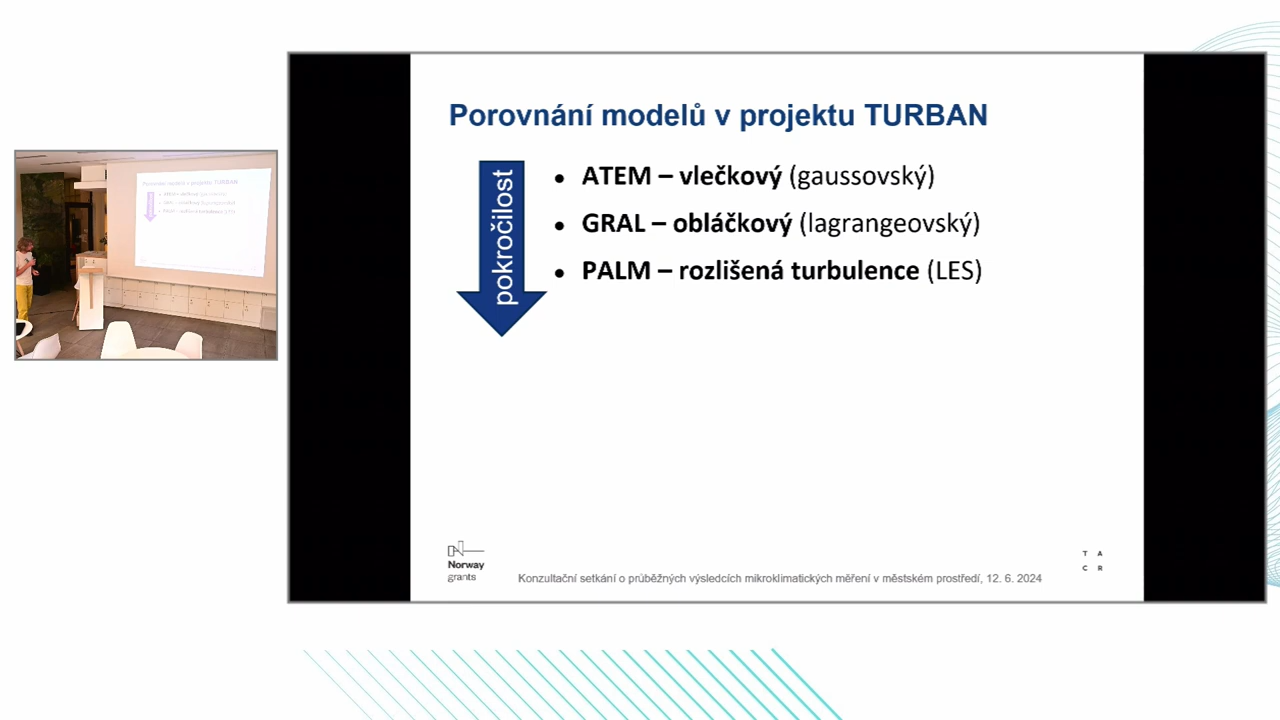 Porovnání modelů v projektu TURBAN
pokročilost
• ATEM – vlečkový (gaussovský)
• GRAL – obláčkový (lagrangeovský)
• PALM – rozlišená turbulence (LES)
Norway
grants
Konzultační setkání o průběžných výsledcích mikroklimatických měření v městském prostředí, 12. 6. 2024
T A
C R